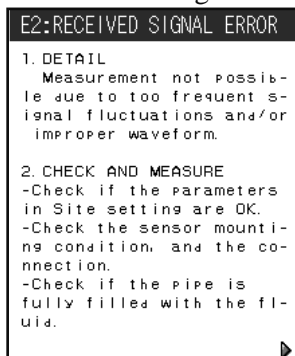 E2:RECEIVED SIGNAL ERROR
1. DETAIL
Measurement not possib-
le due to too frequent s-
ignal fluctuations and/or
improper waveform.
2. CHECK AND MEASURE
-Check if the parameters
in Site setting are OK.
-Check the sensor mounti-
ng condition, and the co-
nnection.
-Check if the pipe is
fully filled with the fl-
uid.